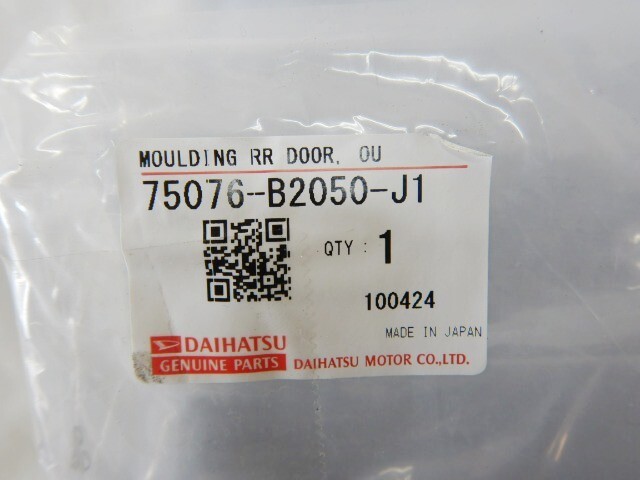 MOULDING RR DOOR, OU
75076-B2050-J1
QTY : 1
100424
MADE IN JAPAN
DAIHATSU
GENUINE PARTS DAIHATSU MOTOR CO.,LTD.